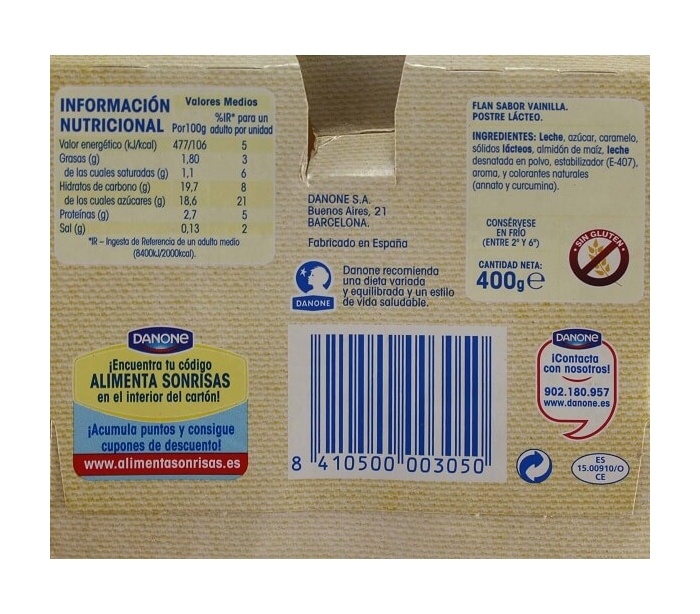 INFORMACIÓN NUTRICIONAL
Valores Medios
Por100g %IR* para un adulto por unidad
Valor energético (kJ/kcal) 477/106 5
Grasas (g) 1,80 3
de las cuales saturadas (g) 1,1 6
Hidratos de carbono (g) 19,7 8
de los cuales azúcares (g) 18,6 21
Proteínas (g) 2,7 5
Sal (g) 0,13 2
*IR – Ingesta de Referencia de un adulto medio
(8400kJ/2000kcal).
DANONE S.A.
Buenos Aires, 21
BARCELONA.
Fabricado en España
DANONE
Danone recomienda
una dieta variada
y equilibrada y un estilo
de vida saludable.
FLAN SABOR VAINILLA.
POSTRE LÁCTEO.
INGREDIENTES: Leche, azúcar, caramelo,
sólidos lácteos, almidón de maíz, leche
desnatada en polvo, estabilizador (E-407),
aroma, y colorantes naturales
(annato y curcumina).
CONSÉRVESE
EN FRÍO
(ENTRE 2º Y 6º)
CANTIDAD NETA:
400g e
SIN GLUTEN
DANONE
¡Encuentra tu código
ALIMENTA SONRISAS
en el interior del cartón!
¡Acumula puntos y consigue
cupones de descuento!
www.alimentasonrisas.es
8 410500 003050
DANONE
¡Contacta
con nosotros!
902.180.957
www.danone.es
ES
15.00910/O
CE